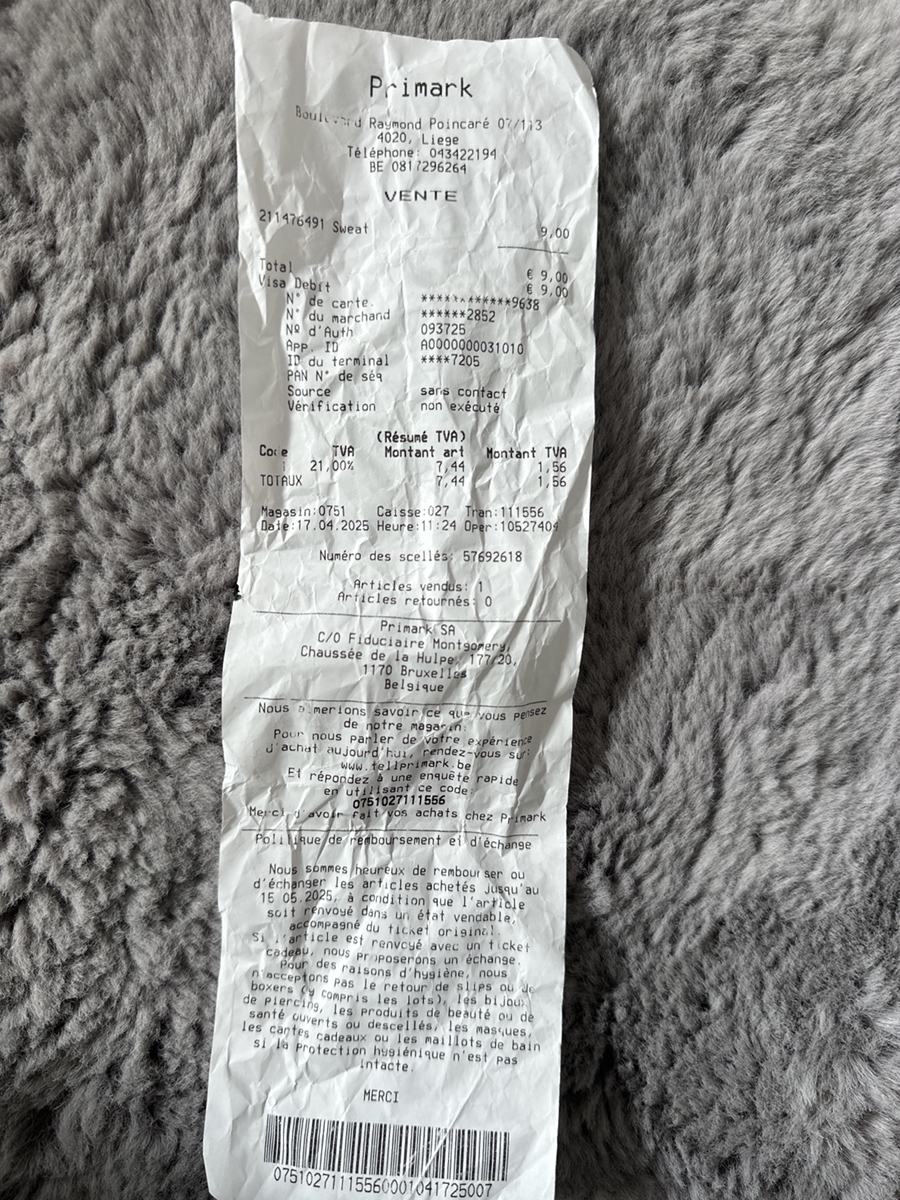 Primark
Boulevard Raymond Poincaré 07/113
4020, Liege
Téléphone: 043422194
BE 0817296264
VENTE
211476491 Sweat 9,00
Total € 9,00
Visa Debit € 9,00
N° de carte. ************9638
N° du marchand ******2852
Nº d'Auth 093725
App. ID A0000000031010
ID du terminal ****7205
PAN N° de séq
Source sans contact
Vérification non exécuté
(Résumé TVA)
Code TVA Montant art Montant TVA
1 21,00% 7,44 1,56
TOTAUX 7,44 1,56
Magasin:0751 Caisse:027 Tran:111556
Date:17.04.2025 Heure:11:24 Oper:10527404
Numéro des scellés: 57692618
Articles vendus: 1
Articles retournés: 0
Primark SA
C/O Fiduciaire Montgomery,
Chaussée de la Hulpe, 177/20,
1170 Bruxelles
Belgique
Nous aimerions savoir ce que vous pensez
de notre magasin.
Pour nous parler de votre expérience
d'achat aujourd'hui, rendez-vous sur:
www.tellprimark.be
Et répondez à une enquête rapide
en utilisant ce code:
0751027111556
Merci d'avoir fait vos achats chez Primark
Politique de remboursement et d'échange
Nous sommes heureux de rembourser ou
d'échanger les articles achetés jusqu'au
15.05.2025, à condition que l'article
soit renvoyé dans un état vendable,
accompagné du ticket original.
Si l'article est renvoyé avec un ticket
cadeau, nous proposerons un échange.
Pour des raisons d'hygiène, nous
n'acceptons pas le retour de slips ou de
boxers (y compris les lots), les bijoux
de piercing, les produits de beauté ou de
santé ouverts ou descellés, les masques,
les cartes cadeaux ou les maillots de bain
si la protection hygiénique n'est pas
intacte.
MERCI
07510271115560001041725007